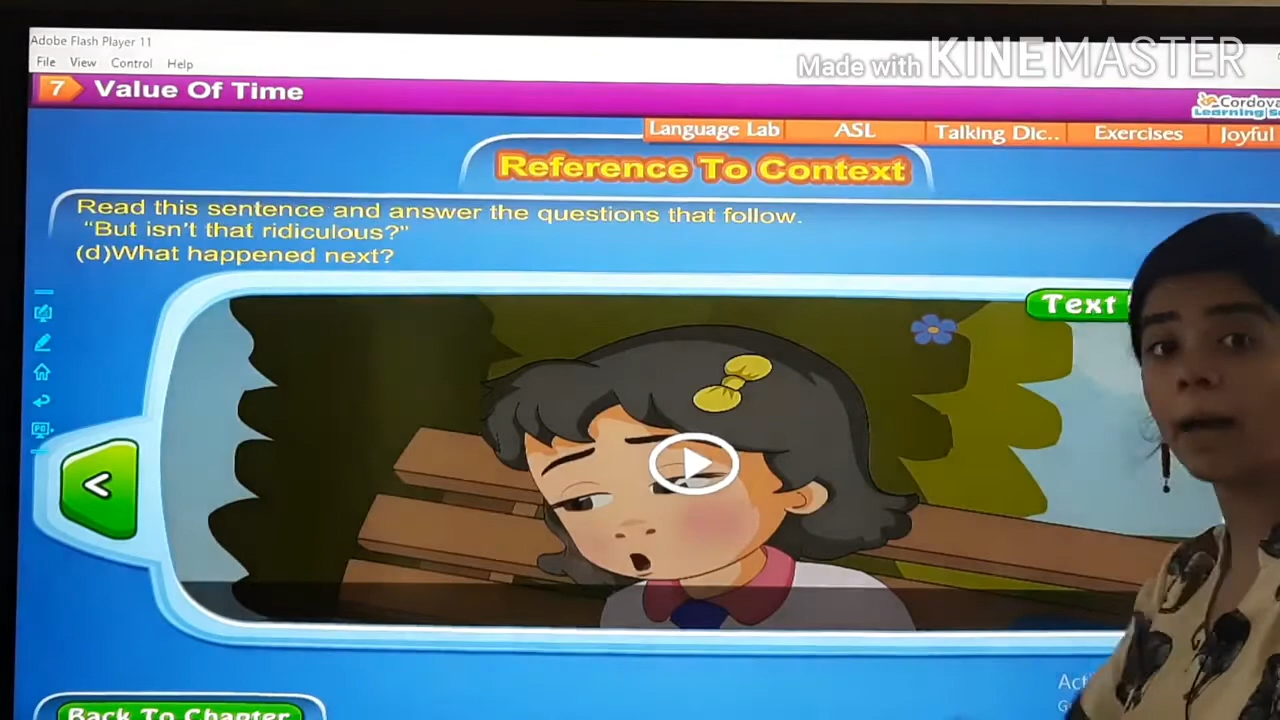 Adobe Flash Player 11
File View Control Help
Made with KINEMASTER
7 Value Of Time
Cordova
Learning
Language Lab ASL Talking Dic.. Exercises Joyful
Reference To Context
Read this sentence and answer the questions that follow.
"But isn't that ridiculous?"
(d)What happened next?
Text
<
Back To Chapter